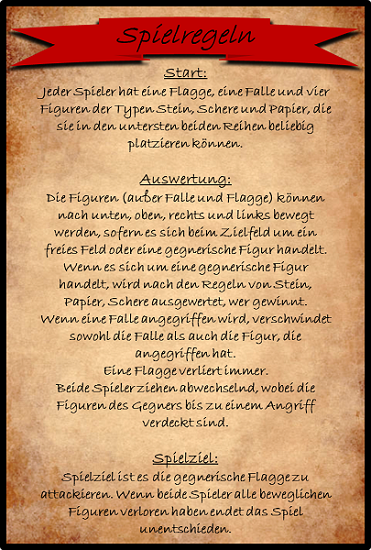 Spielregeln
Start:
Jeder Spieler hat eine Flagge, eine Falle und vier
Figuren der Typen Stein, Schere und Papier, die
sie in den untersten beiden Reihen beliebig
platzieren können.
Auswertung:
Die Figuren (außer Falle und Flagge) können
nach unten, oben, rechts und links bewegt
werden, sofern es sich beim Zielfeld um ein
freies Feld oder eine gegnerische Figur handelt.
Wenn es sich um eine gegnerische Figur
handelt, wird nach den Regeln von Stein,
Papier, Schere ausgewertet, wer gewinnt.
Wenn eine Falle angegriffen wird, verschwindet
sowohl die Falle als auch die Figur, die
angegriffen hat.
Eine Flagge verliert immer.
Beide Spieler ziehen abwechselnd, wobei die
Figuren des Gegners bis zu einem Angriff
verdeckt sind.
Spielziel:
Spielziel ist es die gegnerische Flagge zu
attackieren. Wenn beide Spieler alle beweglichen
Figuren verloren haben endet das Spiel
unentschieden.